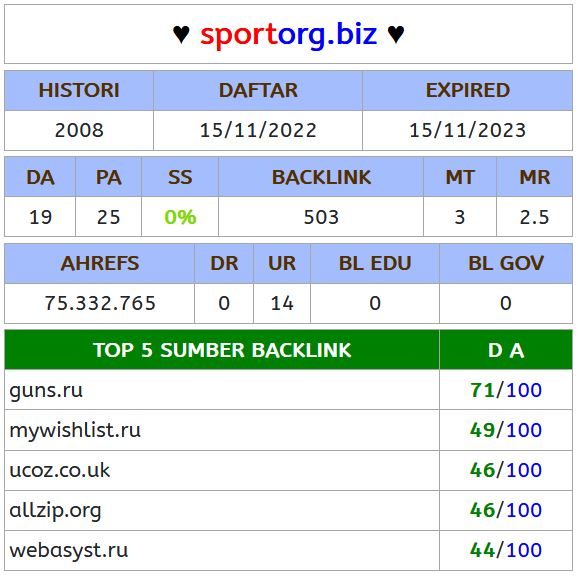 ♥ sportorg.biz ♥
HISTORI DAFTAR EXPIRED
2008 15/11/2022 15/11/2023
DA PA SS BACKLINK MT MR
19 25 0% 503 3 2.5
AHREFS DR UR BL EDU BL GOV
75.332.765 0 14 0 0
TOP 5 SUMBER BACKLINK D A
guns.ru 71/100
mywishlist.ru 49/100
ucoz.co.uk 46/100
allzip.org 46/100
webasyst.ru 44/100